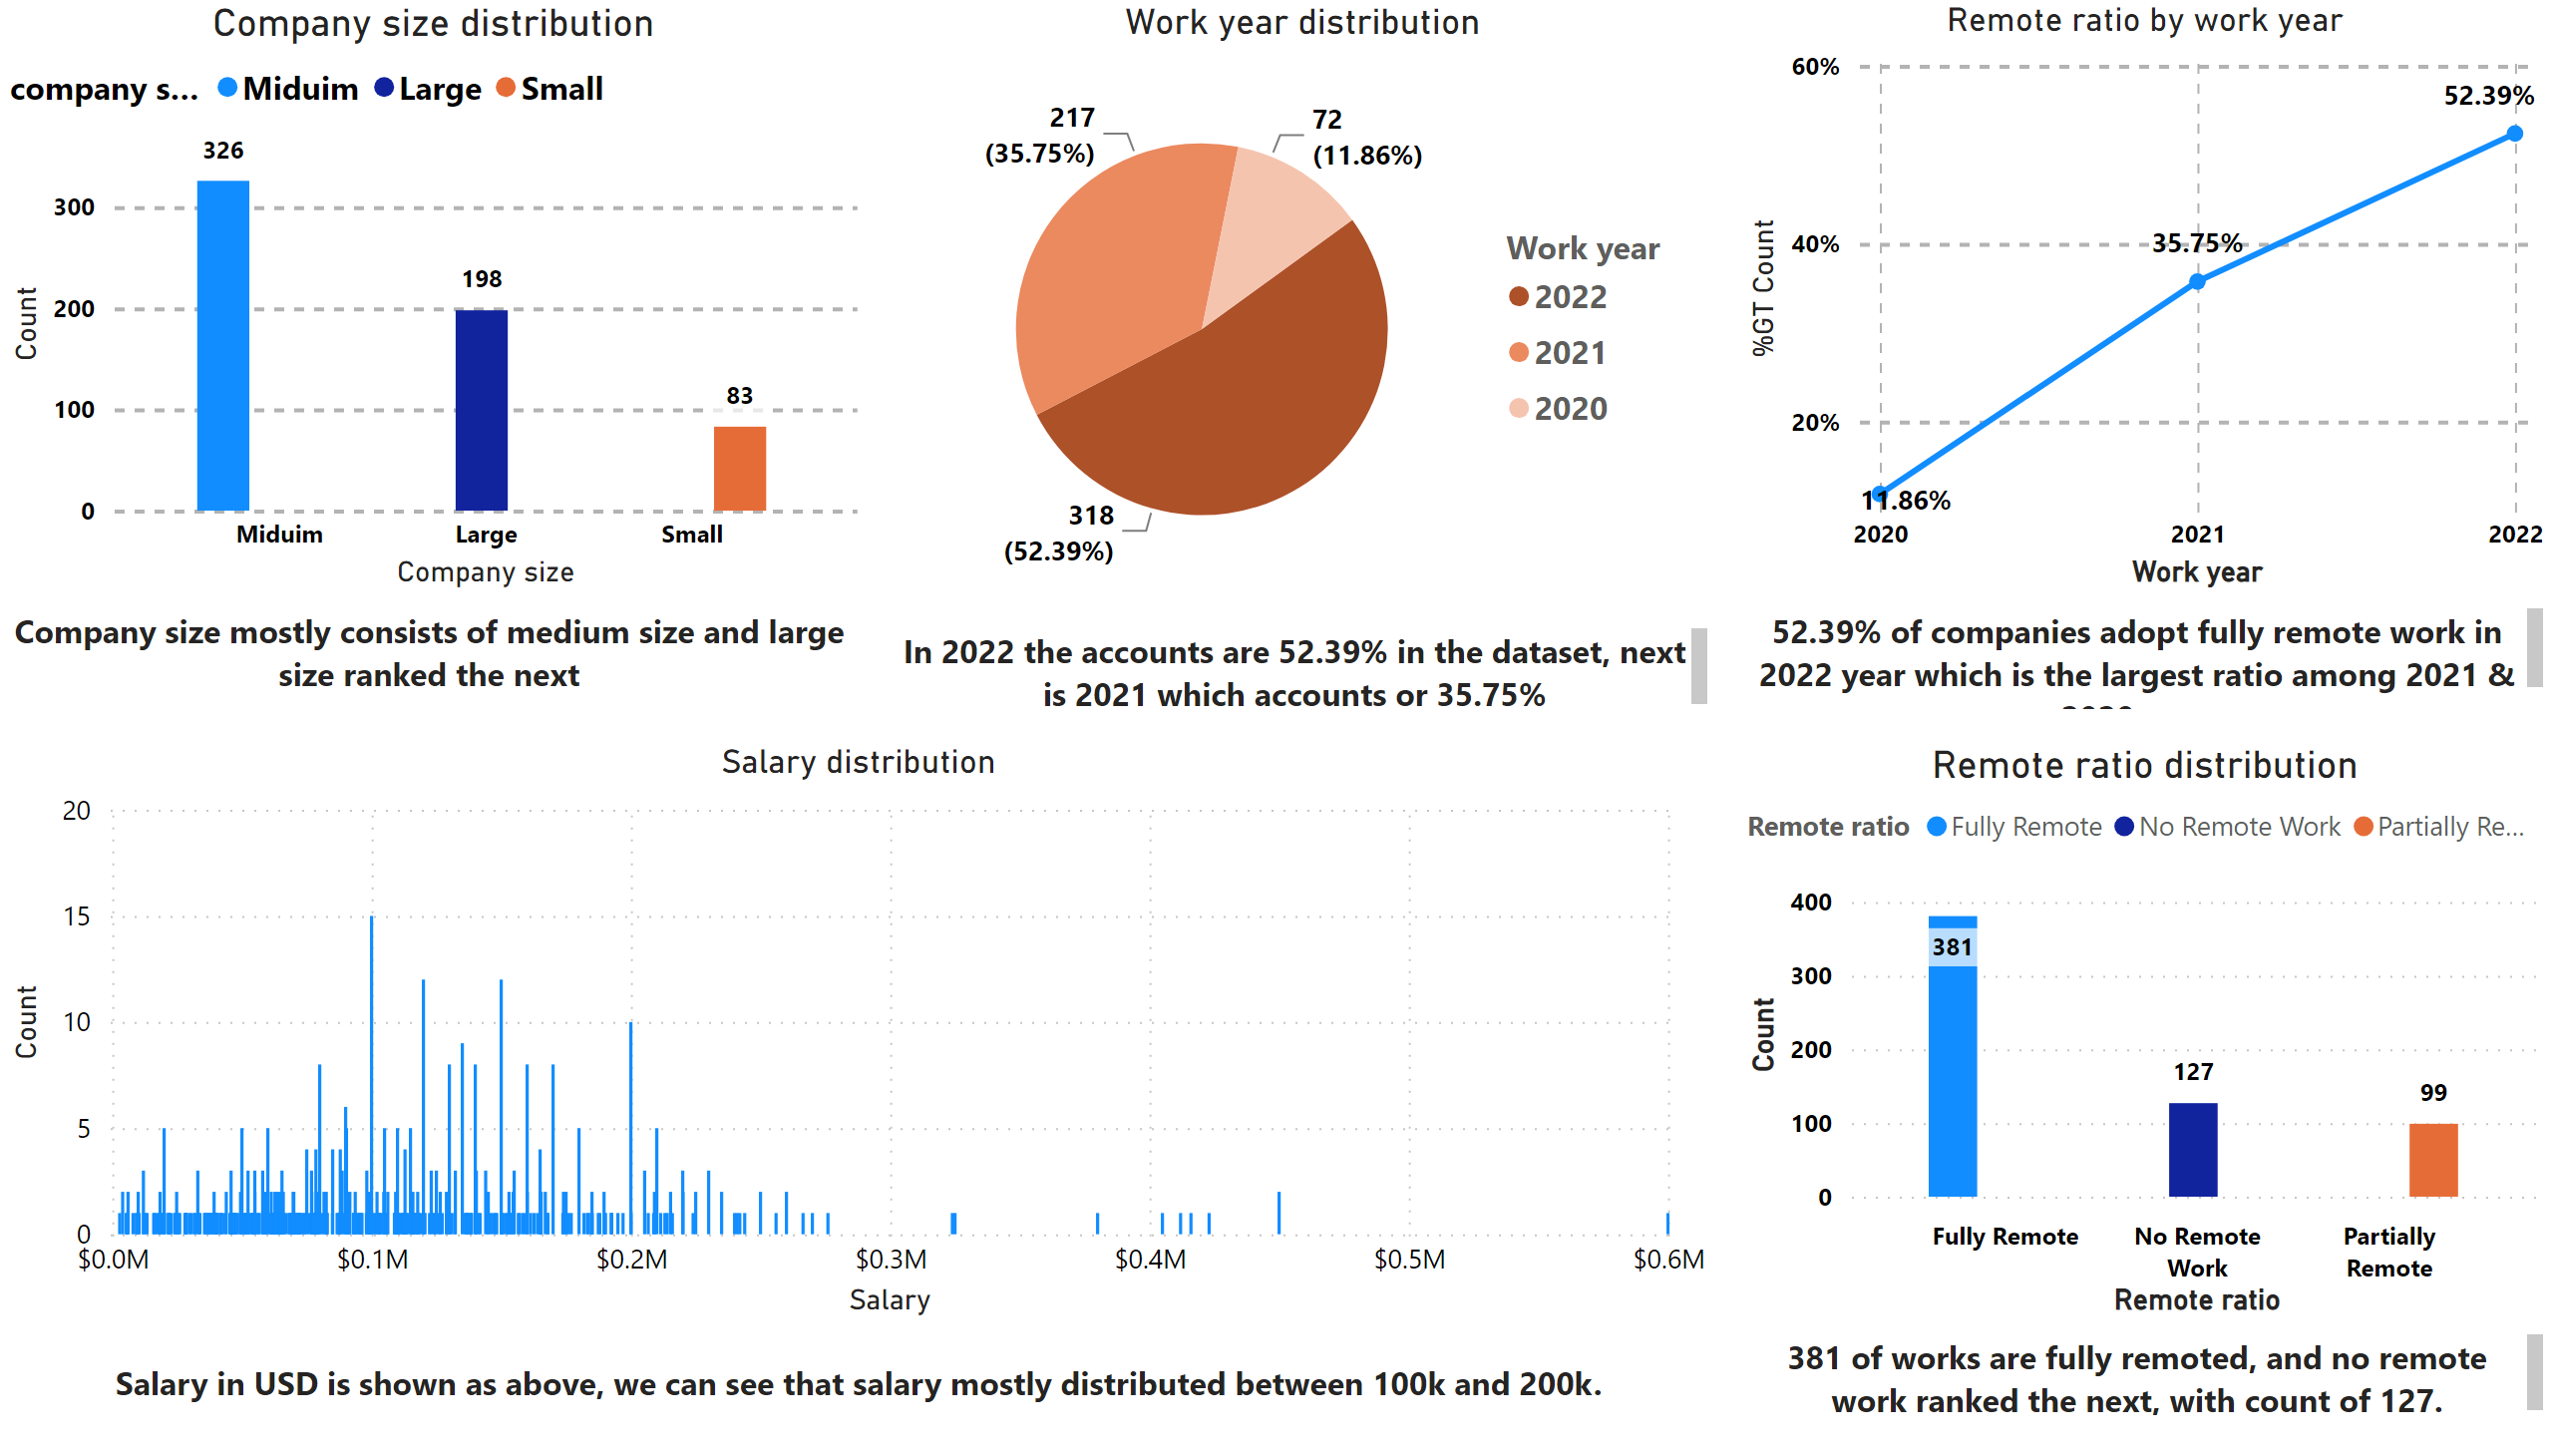 Company size distribution
company s... Miduim Large Small
326
198
83
300
200
100
0
Count
Miduim Large Small
Company size
Company size mostly consists of medium size and large
size ranked the next
Work year distribution
217
(35.75%)
72
(11.86%)
318
(52.39%)
Work year
2022
2021
2020
In 2022 the accounts are 52.39% in the dataset, next
is 2021 which accounts or 35.75%
Remote ratio by work year
60%
40%
20%
%GT Count
52.39%
35.75%
11.86%
2020 2021 2022
Work year
52.39% of companies adopt fully remote work in
2022 year which is the largest ratio among 2021 &
Salary distribution
20
15
10
5
0
Count
$0.0M $0.1M $0.2M $0.3M $0.4M $0.5M $0.6M
Salary
Salary in USD is shown as above, we can see that salary mostly distributed between 100k and 200k.
Remote ratio distribution
Remote ratio Fully Remote No Remote Work Partially Re...
400
300
200
100
0
Count
381
127
99
Fully Remote No Remote Partially
Work Remote
Remote ratio
381 of works are fully remoted, and no remote
work ranked the next, with count of 127.